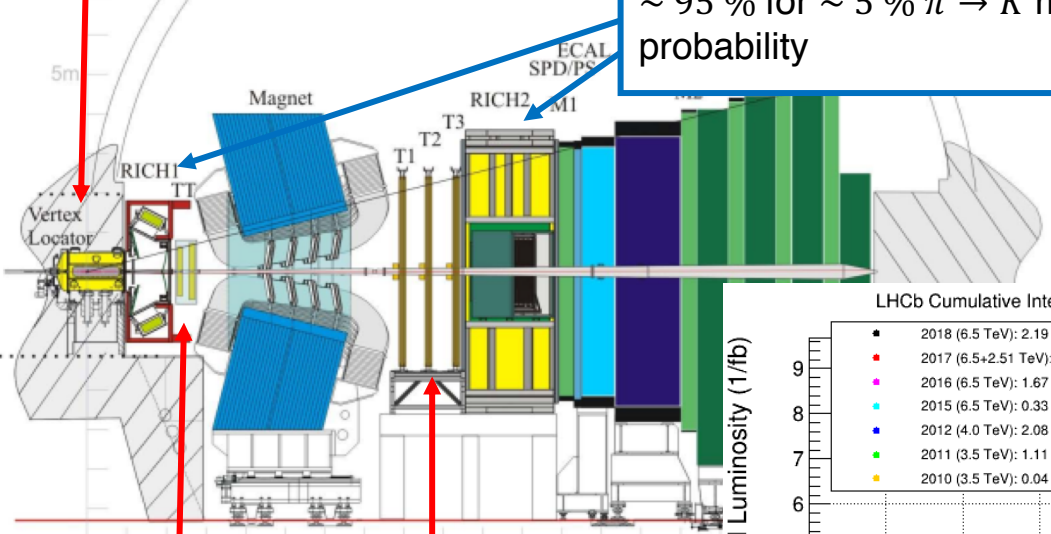 ~ 95 % for ~ 5 % π → K
probability
5m
ECAL
SPD/PS
Magnet
RICH2
M1
T3
T2
T1
RICH1
TT
Vertex
Locator
LHCb Cumulative
Luminosity (1/fb)
9
8
7
6
2018 (6.5 TeV): 2.19
2017 (6.5+2.51 TeV):
2016 (6.5 TeV): 1.67
2015 (6.5 TeV): 0.33
2012 (4.0 TeV): 2.08
2011 (3.5 TeV): 1.11
2010 (3.5 TeV): 0.04